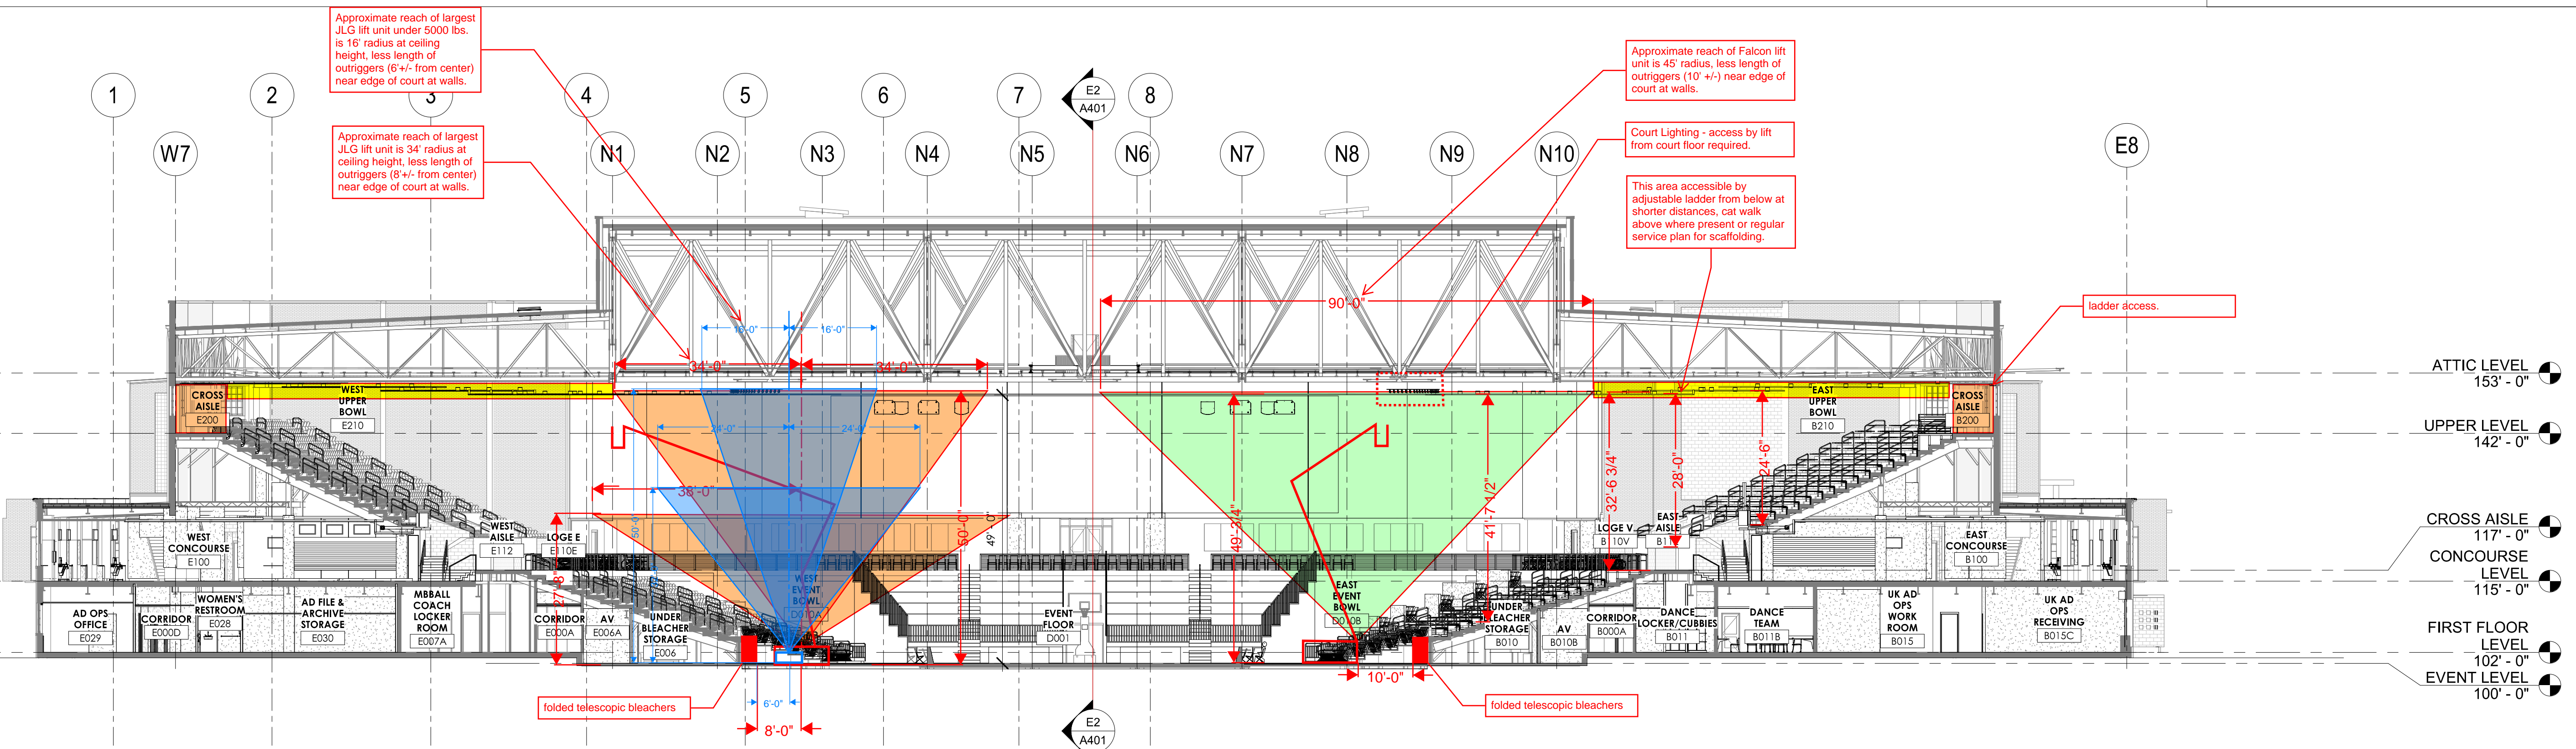 Approximate reach of largest
JLG lift unit under 5000 lbs.
is 16' radius at ceiling
height, less length of
outriggers (6'+/- from center)
near edge of court at walls.
Approximate reach of Falcon lift
unit is 45' radius, less length of
outriggers (10' +/-) near edge of
court at walls.
1
2
3
4
5
6
7
E2
A401
8
Approximate reach of largest
JLG lift unit is 34' radius at
ceiling height, less length of
outriggers (8'+/- from center)
near edge of court at walls.
Court Lighting - access by lift
from court floor required.
W7
N1
N2
N3
N4
N5
N6
N7
N8
N9
N10
E8
This area accessible by
adjustable ladder from below at
shorter distances, cat walk
above where present or regular
service plan for scaffolding.
90'-0"
ladder access.
16'-0"
16'-0"
34'-0"
34'-0"
ATTIC LEVEL
153' - 0"
CROSS
AISLE
E200
WEST
UPPER
BOWL
E210
EAST
UPPER
BOWL
B210
CROSS
AISLE
B200
24'-0"
24'-0"
UPPER LEVEL
142' - 0"
38'-0"
50'-0"
27'-8"
50'-0"
49'-0"
49'-3/4"
41'-7 1/2"
32'-6 3/4"
28'-0"
24'-6"
WEST
CONCOURSE
E100
WEST
AISLE
E112
LOGE E
E110E
LOGE V
B110V
EAST
AISLE
EAST
CONCOURSE
B100
CROSS AISLE
117' - 0"
CONCOURSE
LEVEL
115' - 0"
WEST
EVENT
BOWL
D010A
EAST
EVENT
BOWL
D010B
AD OPS
OFFICE
E029
CORRIDOR
E000D
WOMEN'S
RESTROOM
E028
AD FILE &
ARCHIVE
STORAGE
E030
MBBALL
COACH
LOCKER
ROOM
E007A
CORRIDOR
E000A
AV
E006A
UNDER
BLEACHER
STORAGE
E006
EVENT
FLOOR
D001
UNDER
BLEACHER
STORAGE
B010
AV
B010B
CORRIDOR
B000A
DANCE
LOCKER/CUBBIES
B011
DANCE
TEAM
B011B
UK AD
OPS
WORK
ROOM
B015
UK AD
OPS
RECEIVING
B015C
FIRST FLOOR
LEVEL
102' - 0"
EVENT LEVEL
100' - 0"
10'-0"
folded telescopic bleachers
6'-0"
8'-0"
folded telescopic bleachers
E2
A401